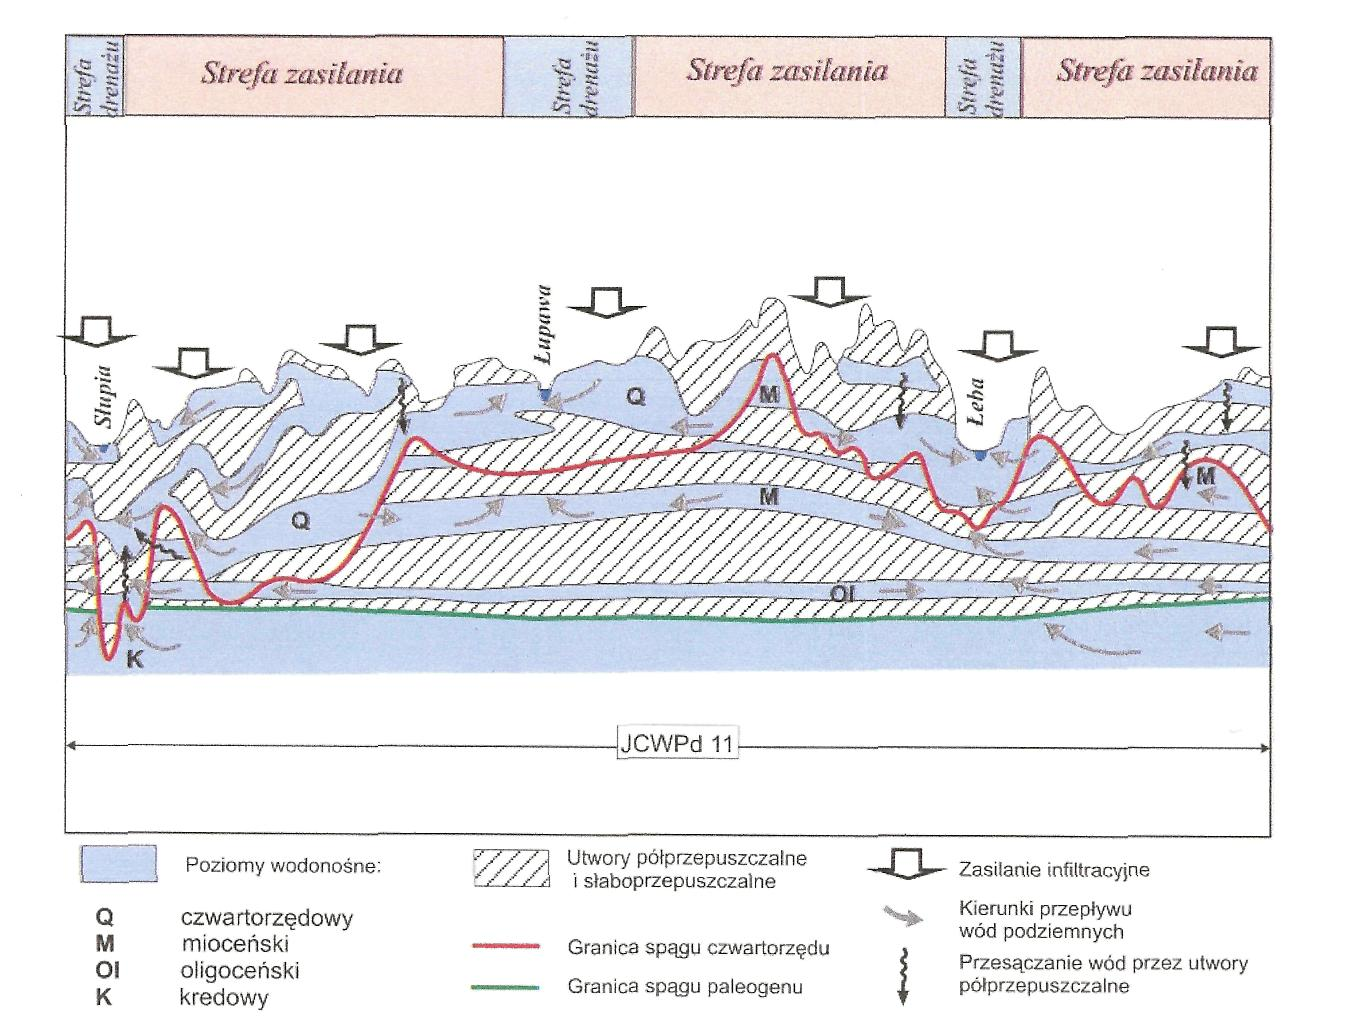 Strefa drenażu
Strefa zasilania
Strefa drenażu
Strefa zasilania
Strefa drenażu
Strefa zasilania
Słupia
Łupawa
Łeba
Q
M
Q
M
M
Ol
K
JCWPd 11
Poziomy wodonośne:
Q czwartorzędowy
M mioceński
Ol oligoceński
K kredowy
Utwory półprzepuszczalne
i słaboprzepuszczalne
Granica spągu czwartorzędu
Granica spągu paleogenu
Zasilanie infiltracyjne
Kierunki przepływu
wód podziemnych
Przesączanie wód przez utwory
półprzepuszczalne